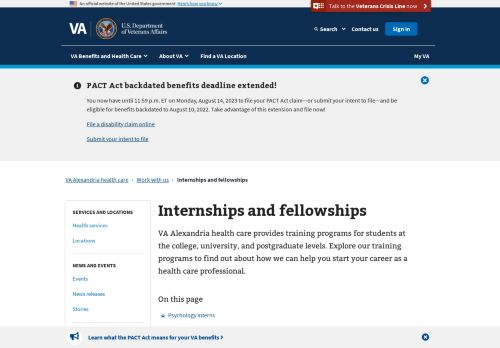 An official website of the United States government Here's how you know
Talk to the Veterans Crisis Line now
VA
U.S. Department
of Veterans Affairs
Search
Contact us
Sign in
VA Benefits and Health Care
About VA
Find a VA Location
My VA
PACT Act backdated benefits deadline extended!
You now have until 11:59 p.m. ET on Monday, August 14, 2023 to file your PACT claim—or submit your intent to file—and be
eligible for benefits backdated to August 10, 2022. Take advantage of this extension and file now!
File a disability claim online
Submit your intent to file
VA Alexandria health care › Work with us › Internships and fellowships
SERVICES AND LOCATIONS
Health services
Locations
NEWS AND EVENTS
Events
News releases
Stories
Internships and fellowships
VA Alexandria health care provides training programs for students at
the college, university, and postgraduate levels. Explore our training
programs to find out about how we can help you start your career as a
health care professional.
On this page
Psychology interns
Learn what the PACT Act means for your VA benefits